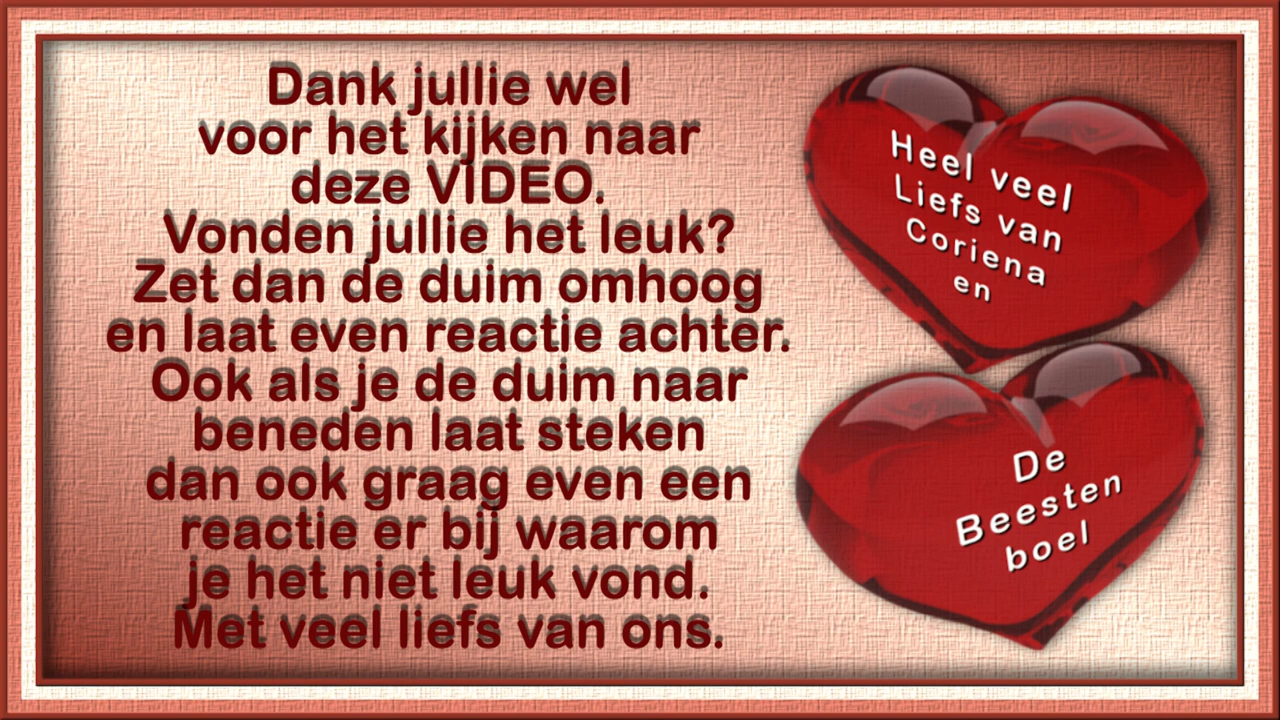 Dank jullie wel
voor het kijken naar
deze VIDEO.
Vonden jullie het leuk?
Zet dan de duim omhoog
en laat even reactie achter.
Ook als je de duim naar
beneden laat steken
dan ook graag even een
reactie er bij waarom
je het niet leuk vond.
Met veel liefs van ons.
Heel veel
Liefs van
Coriena
en
De
Beesten
boel